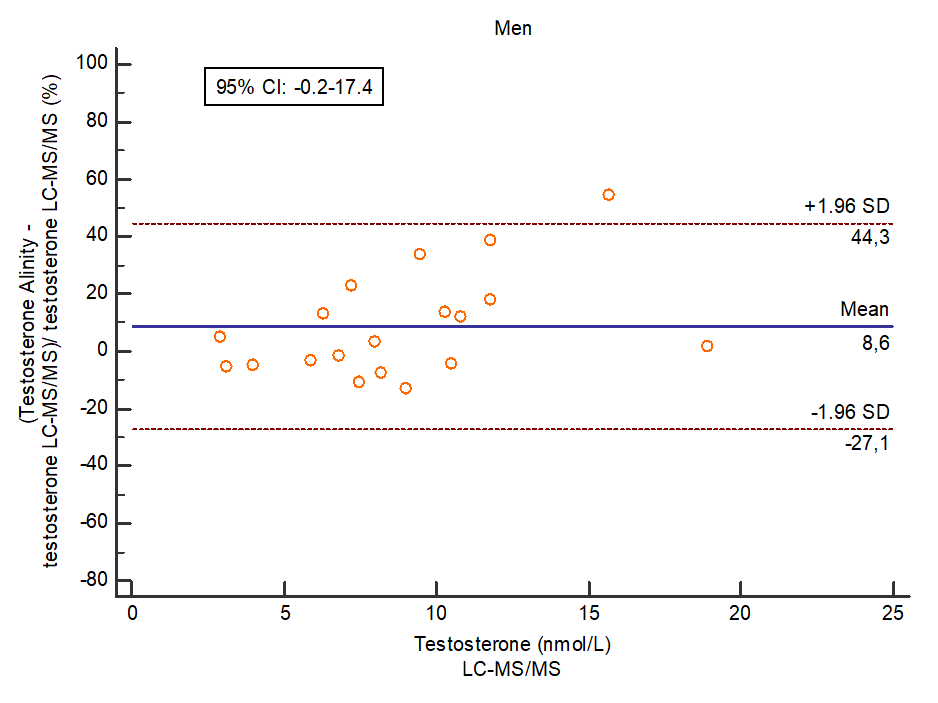 Men
(Testosterone Alinity -
testosterone LC-MS/MS)/ testosterone LC-MS/MS (%)
100
80
60
40
20
0
-20
-40
-60
-80
95% CI: -0.2-17.4
+1.96 SD
44,3
Mean
8,6
-1.96 SD
-27,1
0 5 10 15 20 25
Testosterone (nmol/L)
LC-MS/MS